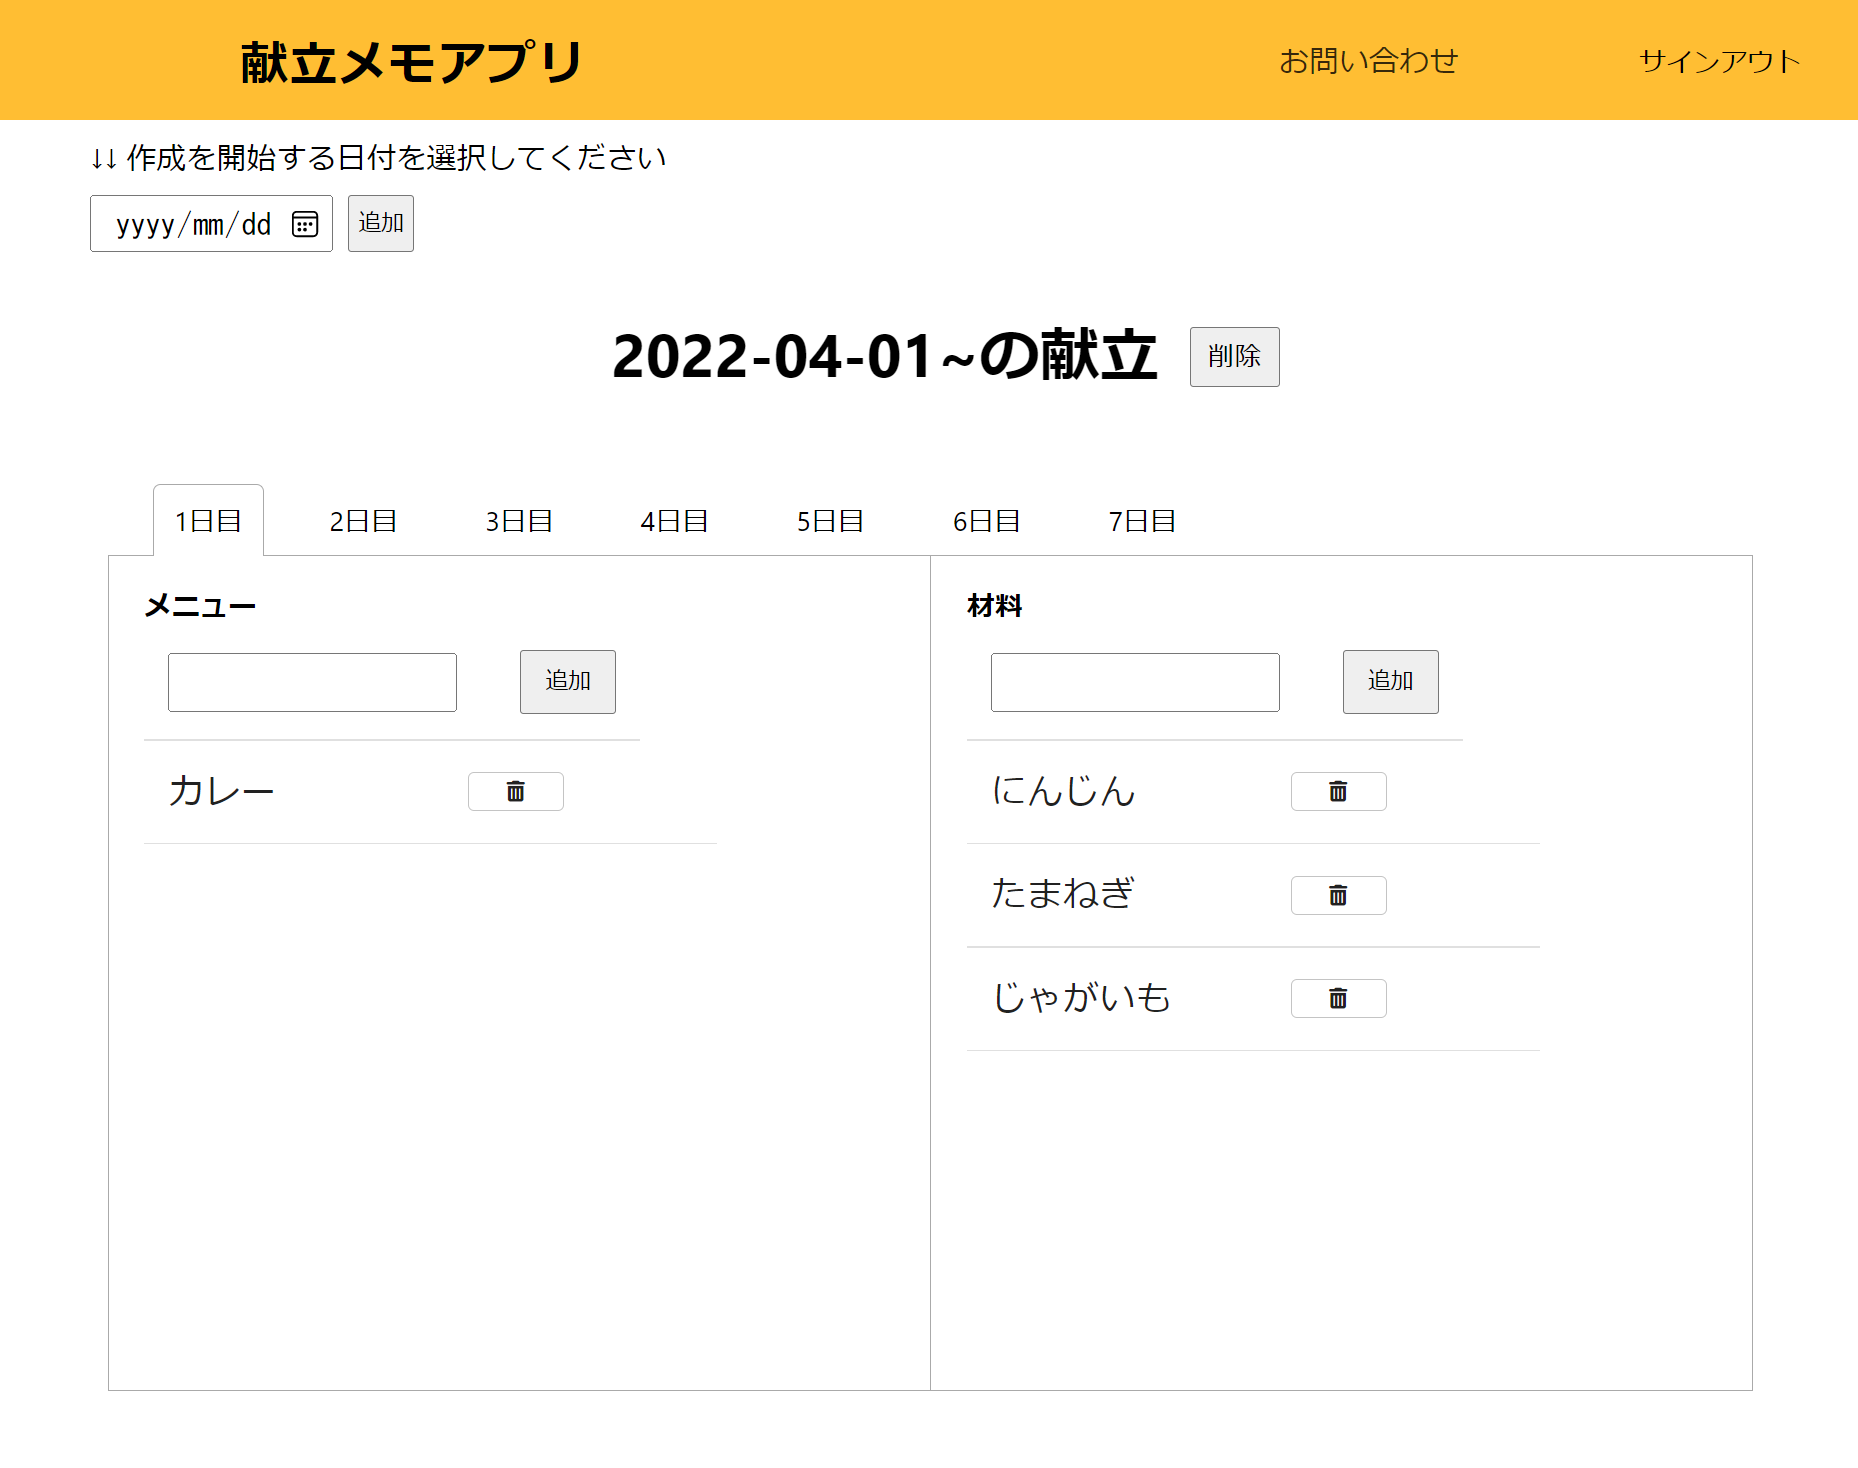 献立メモアプリ お問い合わせ サインアウト
↓↓ 作成を開始する日付を選択してください
yyyy/mm/dd 追加
2022-04-01~の献立 削除
1日目 2日目 3日目 4日目 5日目 6日目 7日目
メニュー
追加
カレー
材料
追加
にんじん
たまねぎ
じゃがいも